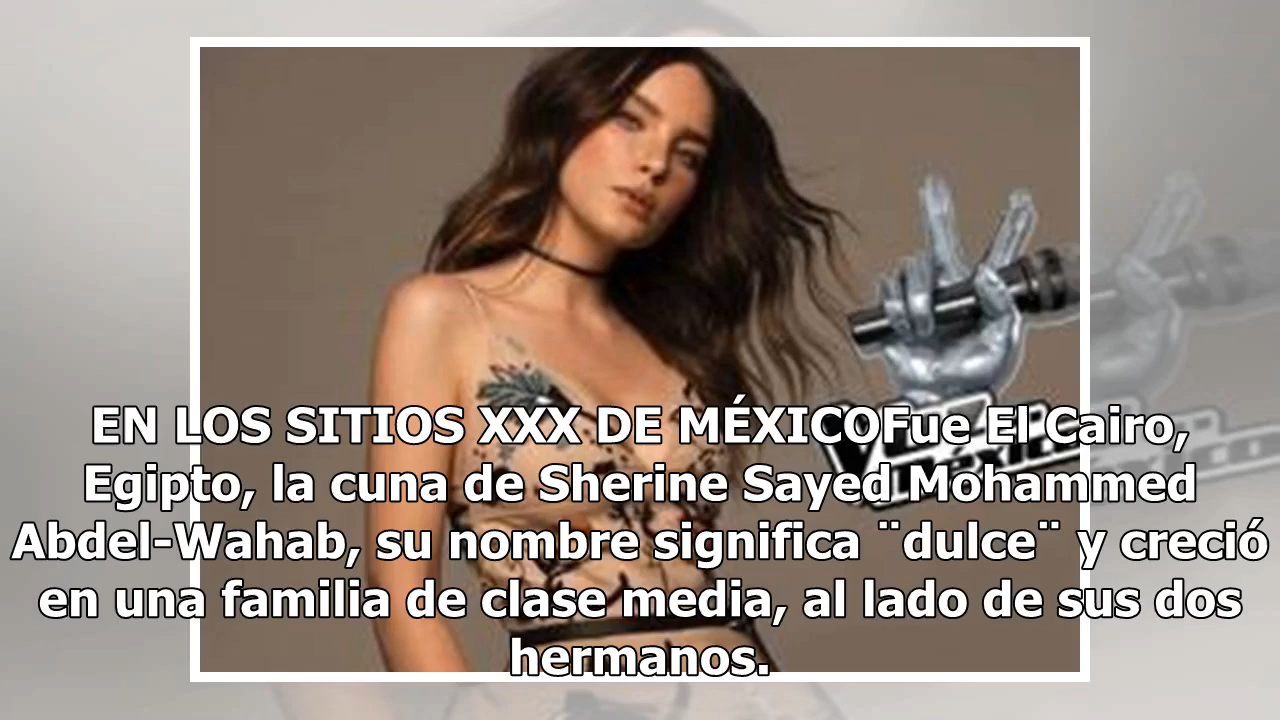 EN LOS SITIOS XXX DE MÉXICOFue El Cairo,
Egipto, la cuna de Sherine Sayed Mohammed
Abdel-Wahab, su nombre significa ¨dulce¨ y creció
en una familia de clase media, al lado de sus dos
hermanos.